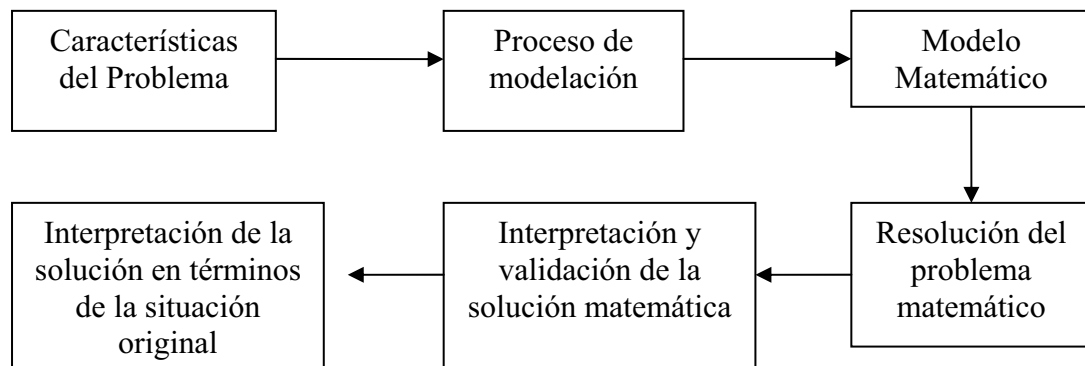 Características
del Problema
Proceso de
modelación
Modelo
Matemático
Resolución del
problema
matemático
Interpretación y
validación de la
solución matemática
Interpretación de la
solución en términos
de la situación
original